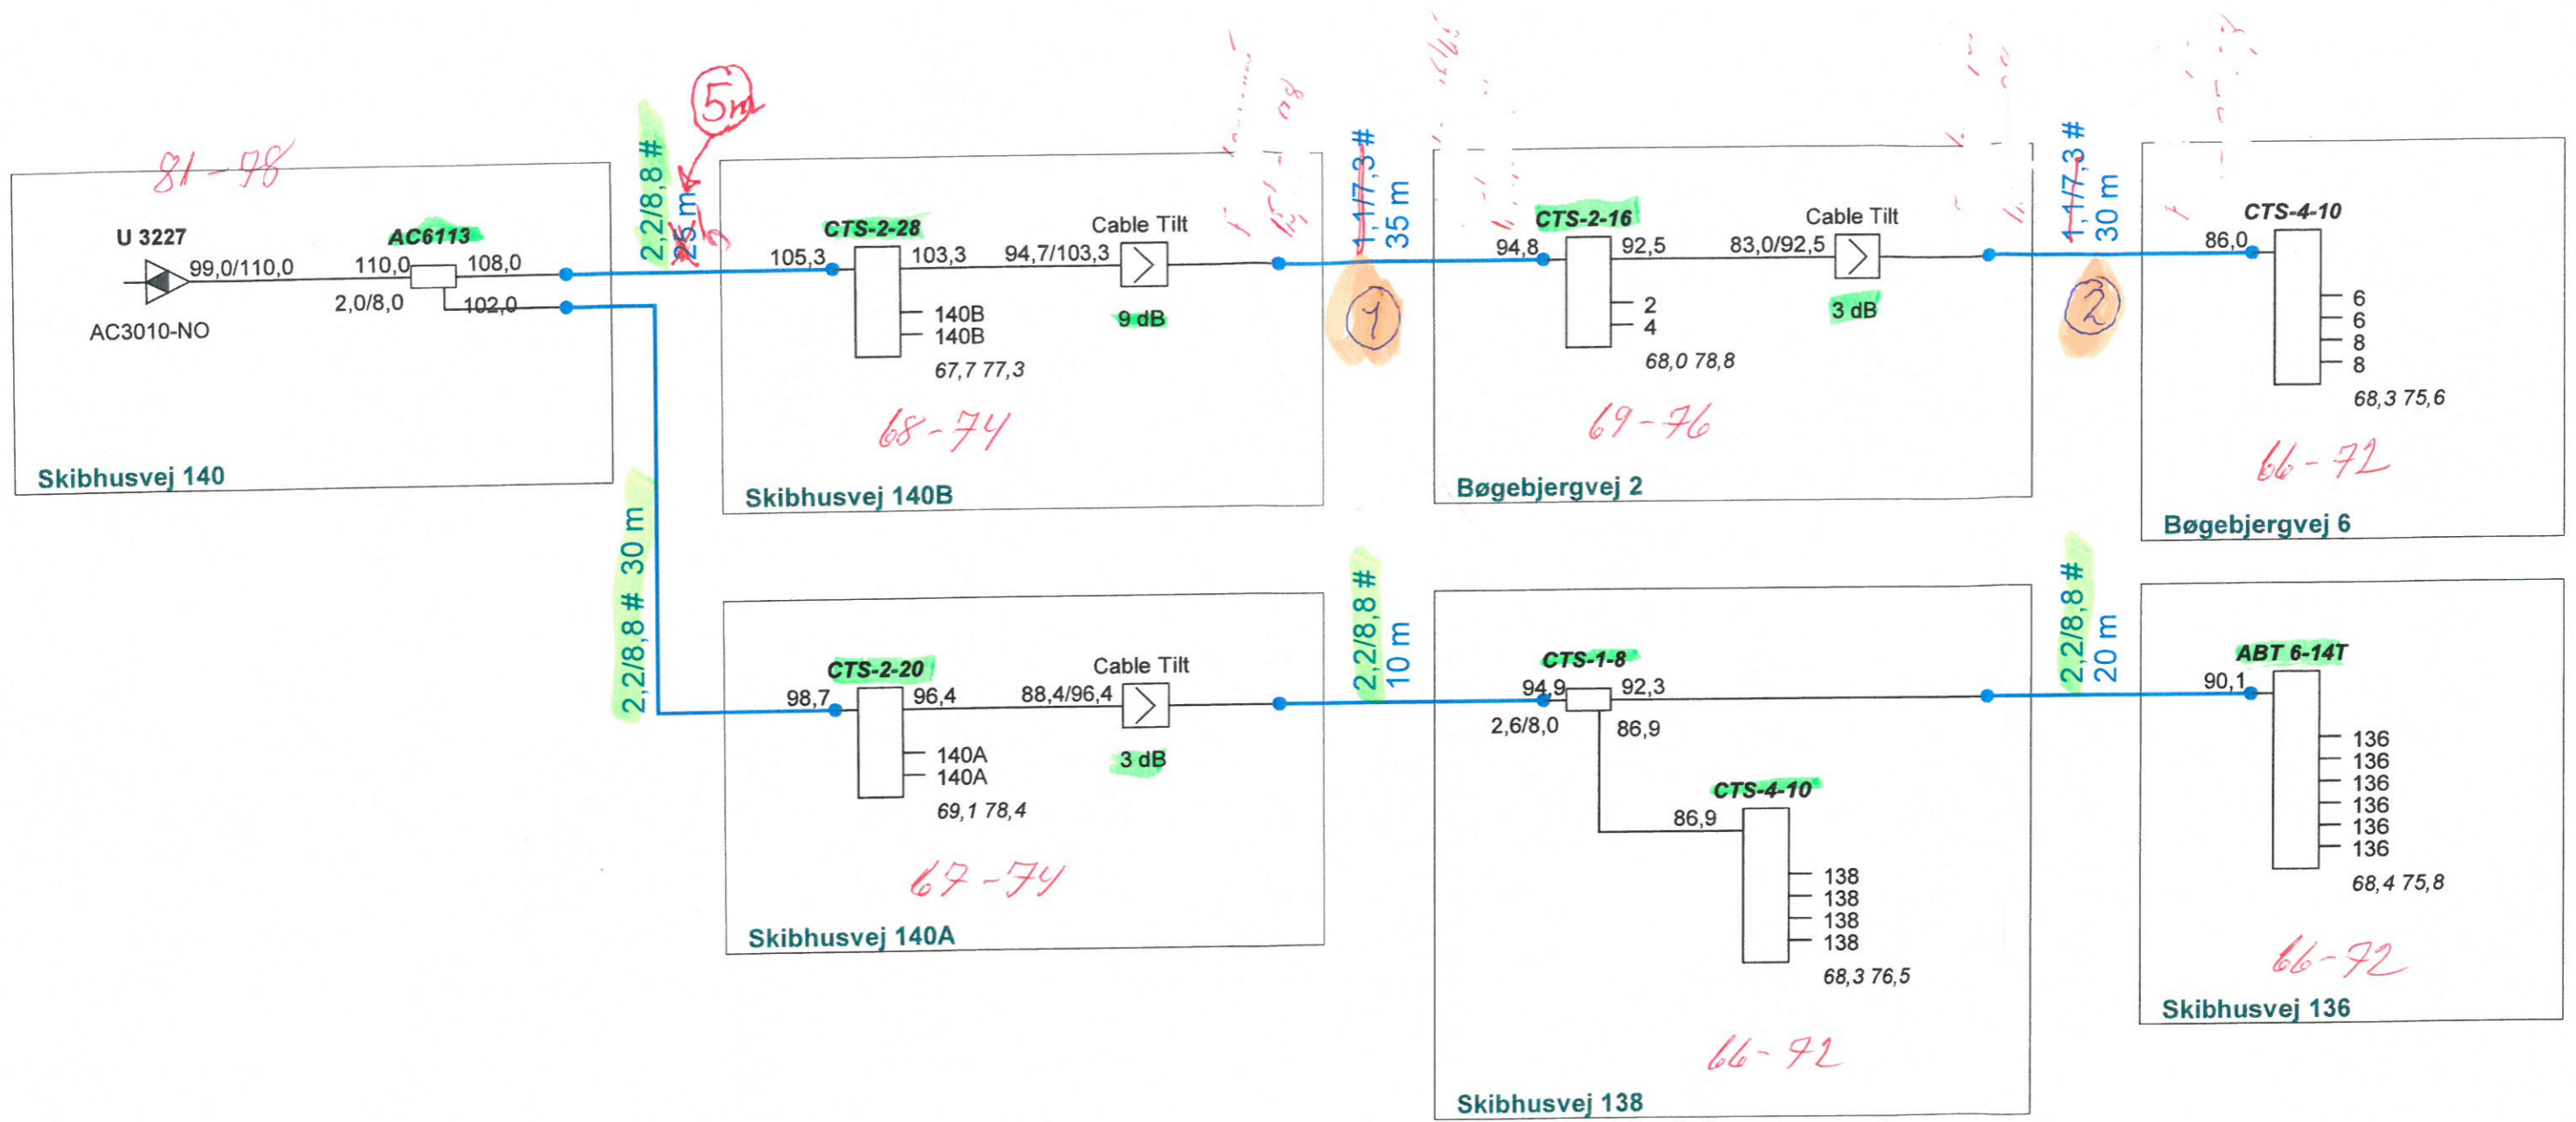 81-78
U 3227
99,0/110,0
AC3010-NO
AC6113
110,0
108,0
2,0/8,0
102,0
Skibhusvej 140
2,2/8,8 #
25 m
5m
2,2/8,8 # 30 m
CTS-2-28
105,3
103,3
140B
140B
67,7 77,3
94,7/103,3
Cable Tilt
9 dB
68-74
Skibhusvej 140B
1,1/7,3 #
35 m
1
CTS-2-16
94,8
92,5
2
4
68,0 78,8
83,0/92,5
Cable Tilt
3 dB
69-76
Bøgebjergvej 2
1,1/7,3 #
30 m
2
CTS-4-10
86,0
6
6
8
8
68,3 75,6
66-72
Bøgebjergvej 6
CTS-2-20
98,7
96,4
140A
140A
69,1 78,4
88,4/96,4
Cable Tilt
3 dB
67-74
Skibhusvej 140A
2,2/8,8 #
10 m
CTS-1-8
94,9
92,3
2,6/8,0
86,9
CTS-4-10
86,9
138
138
138
138
68,3 76,5
66-72
Skibhusvej 138
2,2/8,8 #
20 m
ABT 6-14T
90,1
136
136
136
136
136
136
68,4 75,8
66-72
Skibhusvej 136